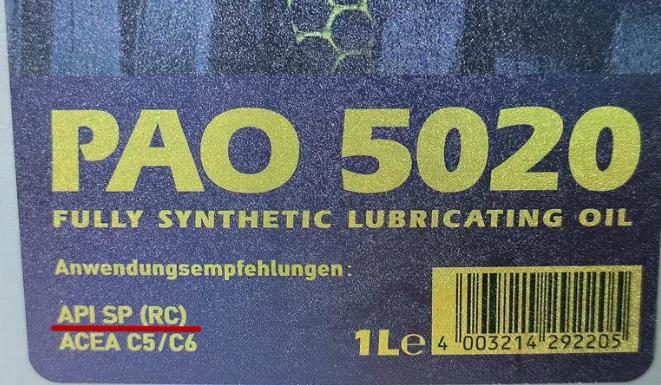 PAO 5020
FULLY SYNTHETIC LUBRICATING OIL
Anwendungsempfehlungen:
API SP (RC)
ACEA C5/C6
1Le
4 003214 292205